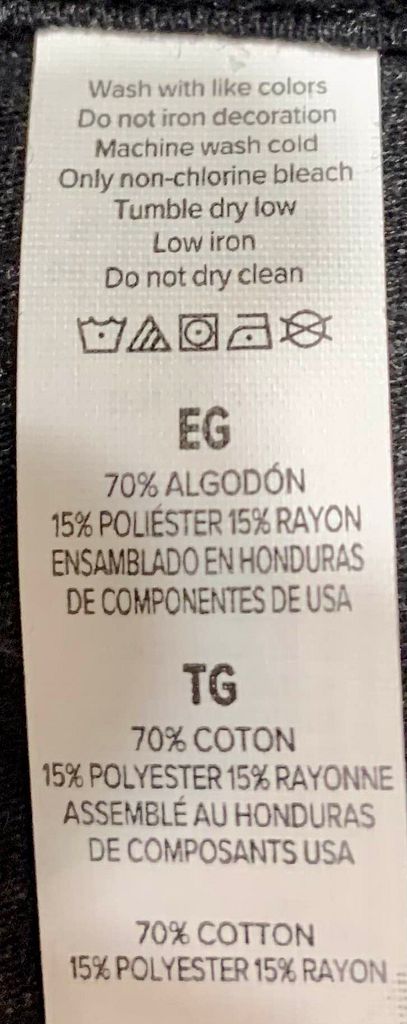 Wash with like colors
Do not iron decoration
Machine wash cold
Only non-chlorine bleach
Tumble dry low
Low iron
Do not dry clean
EG
70% ALGODÓN
15% POLIÉSTER 15% RAYON
ENSAMBLADO EN HONDURAS
DE COMPONENTES DE USA
TG
70% COTON
15% POLYESTER 15% RAYONNE
ASSEMBLÉ AU HONDURAS
DE COMPOSANTS USA
70% COTTON
15% POLYESTER 15% RAYON